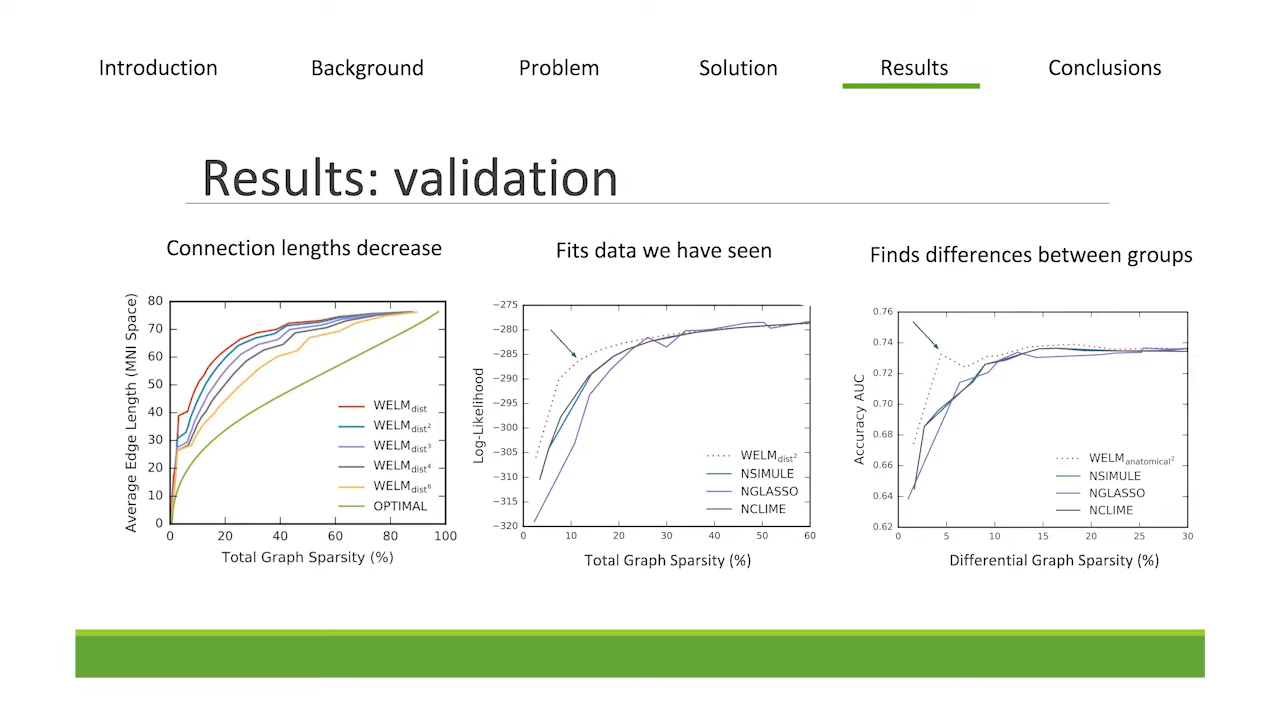 Introduction Background Problem Solution Results Conclusions
Results: validation
Connection lengths decrease
Average Edge Length (MNI Space)
80
70
60
50
40
30
20
10
0
0 20 40 60 80 100
Total Graph Sparsity (%)
WELMdist
WELMdist²
WELMdist³
WELMdist⁴
WELMdist⁶
OPTIMAL
Fits data we have seen
Log-Likelihood
−275
−280
−285
−290
−295
−300
−305
−310
−315
−320
0 10 20 30 40 50 60
Total Graph Sparsity (%)
WELMdist²
NSIMULE
NGLASSO
NCLIME
Finds differences between groups
Accuracy AUC
0.76
0.74
0.72
0.70
0.68
0.66
0.64
0.62
0 5 10 15 20 25 30
Differential Graph Sparsity (%)
WELManatomical²
NSIMULE
NGLASSO
NCLIME